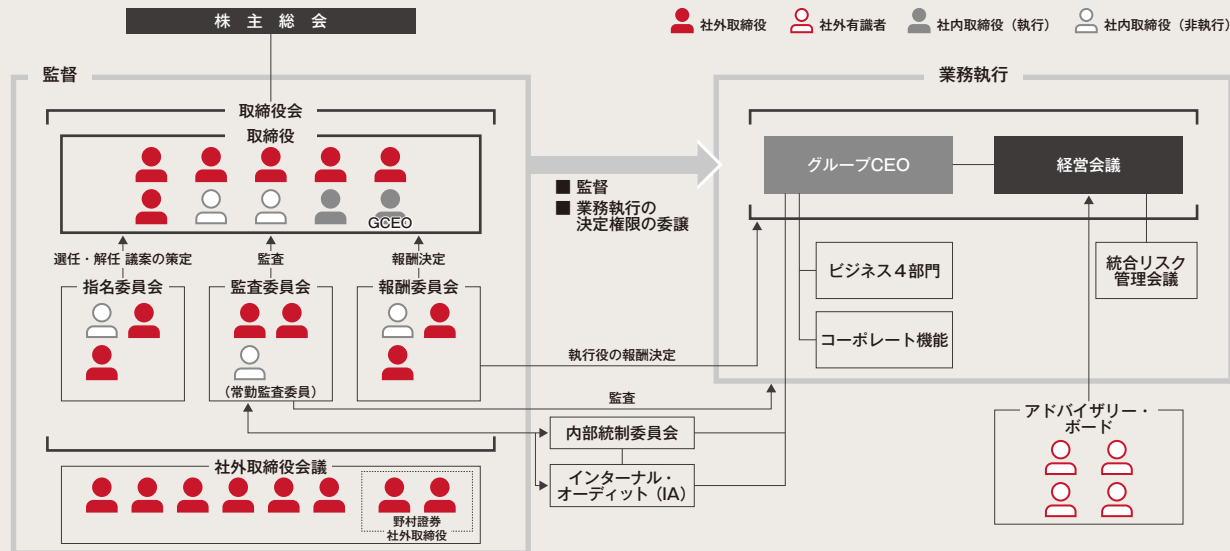 株主総会
社外取締役
社外有識者
社内取締役（執行）
社内取締役（非執行）
監督
取締役会
取締役
GCEO
選任・解任 議案の策定
監査
報酬決定
指名委員会
監査委員会
（常勤監査委員）
報酬委員会
社外取締役会議
野村證券
社外取締役
■ 監督
■ 業務執行の
決定権限の委譲
執行役の報酬決定
監査
内部統制委員会
インターナル・
オーディット（IA）
業務執行
グループCEO
経営会議
ビジネス４部門
コーポレート機能
統合リスク
管理会議
アドバイザリー・
ボード